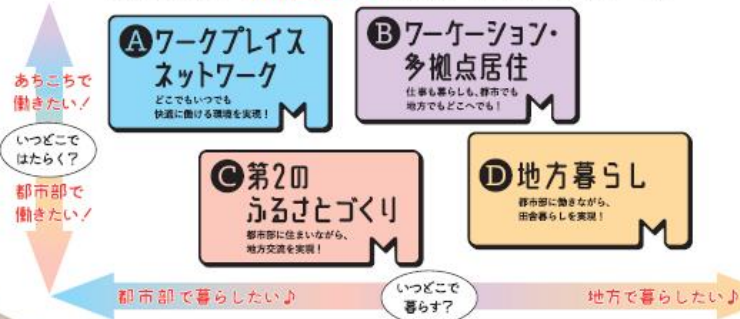 A ワークプレイス
ネットワーク
どこでもいつでも
快適に働ける環境を実現！
B ワーケーション・
多拠点居住
仕事も暮らしも、都市でも
地方でもどこへでも！
あちこちで
働きたい！
いつどこで
はたらく？
都市部で
働きたい！
C 第2の
ふるさとづくり
都市部に住まいながら、
地方交流を実現！
D 地方暮らし
都市部に働きながら、
田舎暮らしを実現！
都市部で暮らしたい♪
いつどこで
暮らす？
地方で暮らしたい♪